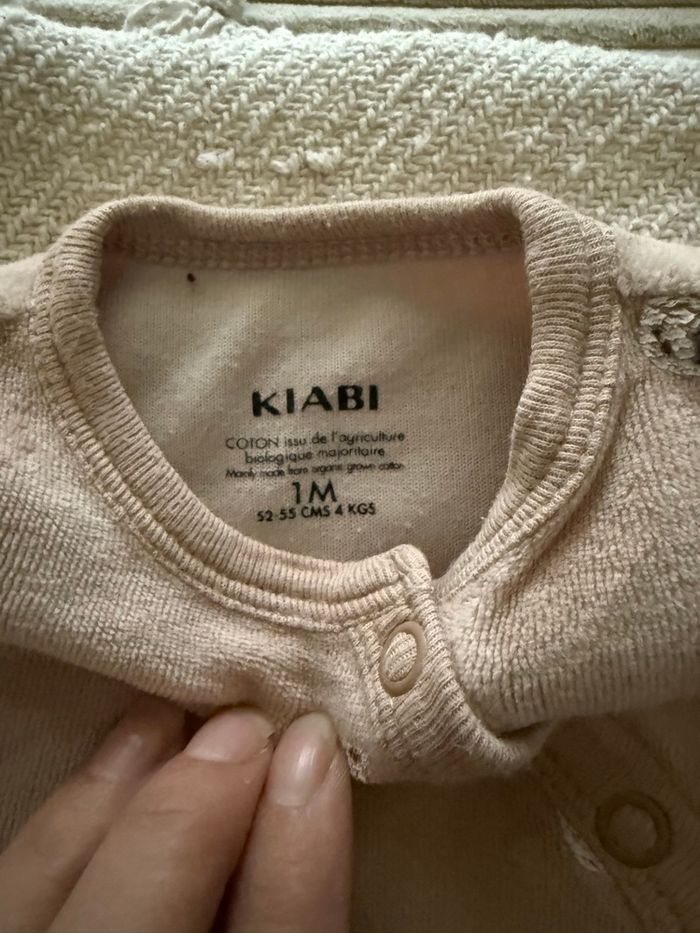 KIABI
COTON issu de l'agriculture
biologique majoritaire
Mainly made from organic grown cotton
1M
52-55 CMS 4 KGS